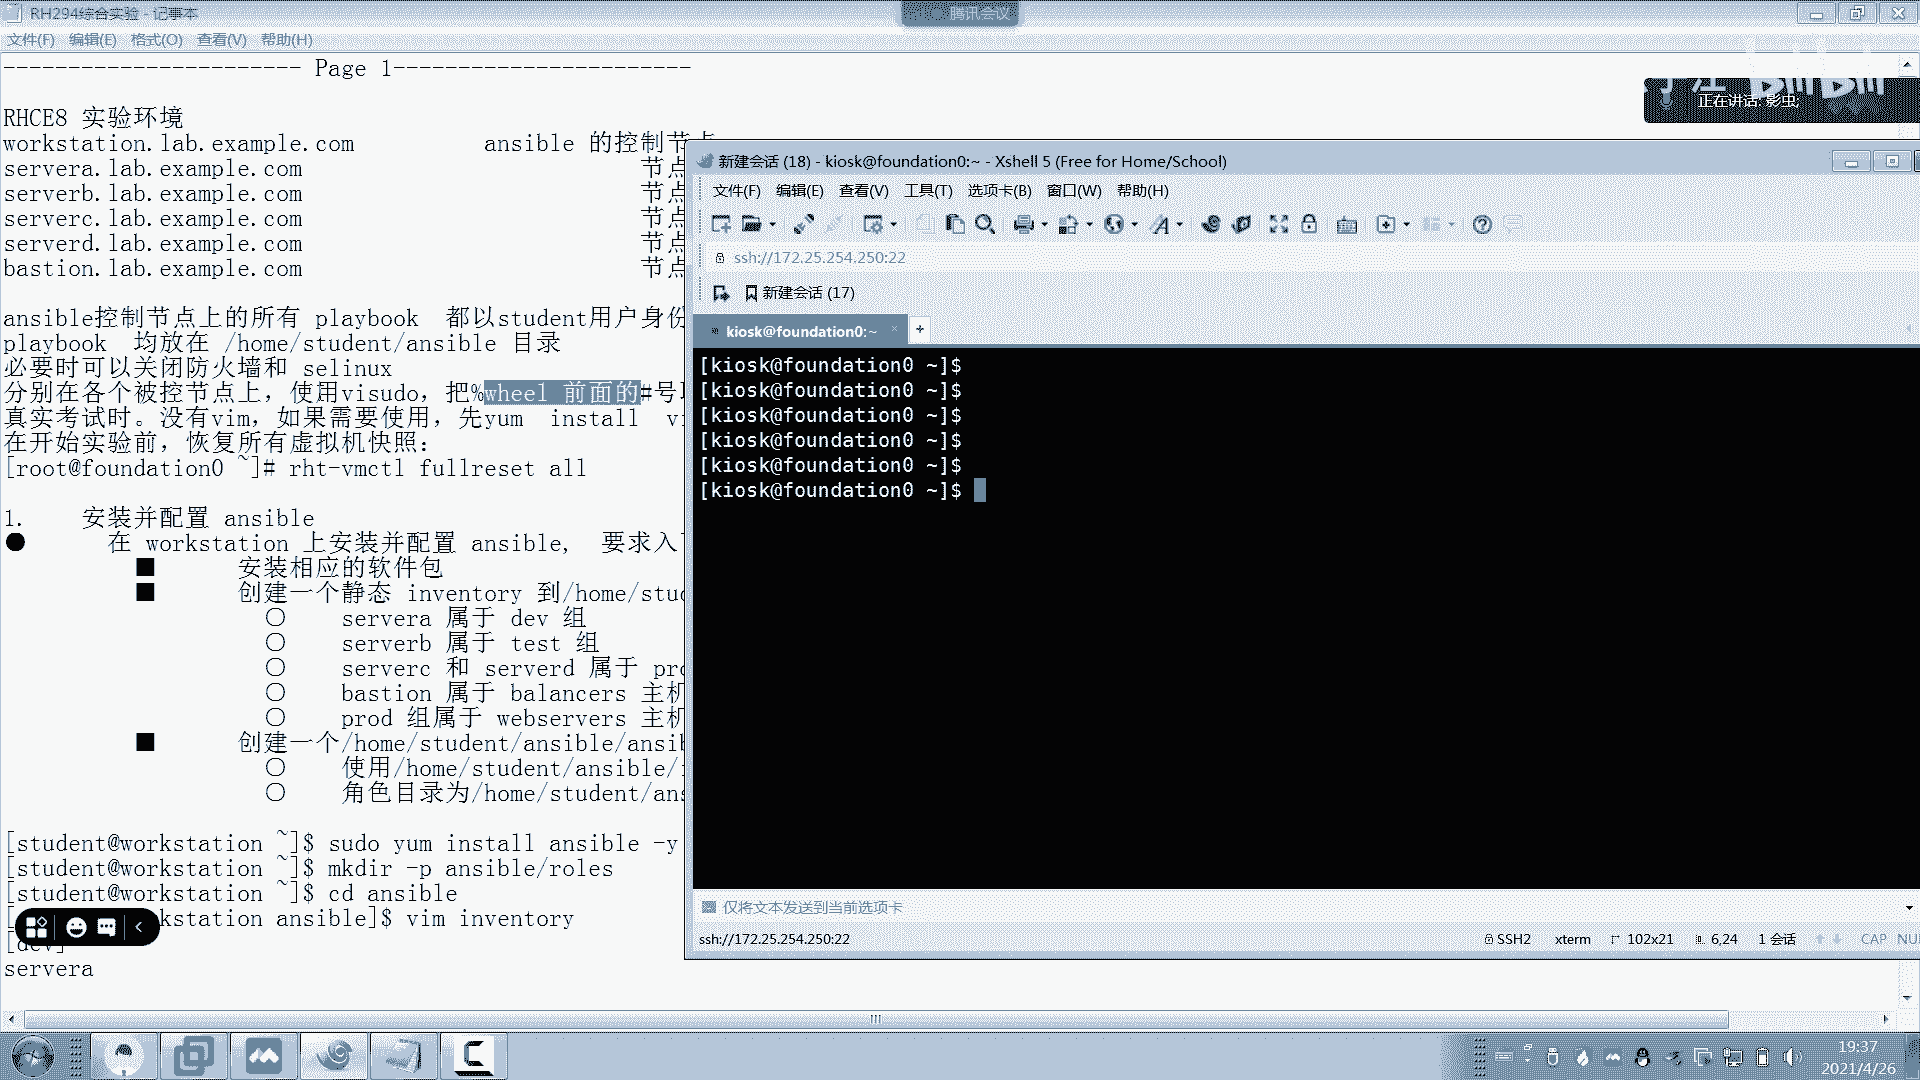 RH294综合实验 - 记事本
腾讯会议
文件(F) 编辑(E) 格式(O) 查看(V) 帮助(H)
----------------------- Page 1-----------------------
RHCE8 实验环境
workstation.lab.example.com ansible 的控制节点
servera.lab.example.com 节点
serverb.lab.example.com 节点
serverc.lab.example.com 节点
serverd.lab.example.com 节点
bastion.lab.example.com 节点
ansible控制节点上的所有 playbook 都以student用户身份
playbook 均放在 /home/student/ansible 目录
必要时可以关闭防火墙和 selinux
分别在各个被控节点上，使用visudo，把%wheel 前面的#号
真实考试时。没有vim，如果需要使用，先yum install
在开始实验前，恢复所有虚拟机快照：
[root@foundation0 ~]# rht-vmctl fullreset all
1. 安装并配置 ansible
● 在 workstation 上安装并配置 ansible, 要求入
■ 安装相应的软件包
■ 创建一个静态 inventory 到/home/stu
○ servera 属于 dev 组
○ serverb 属于 test 组
○ serverc 和 serverd 属于 pro
○ bastion 属于 balancers 主机
○ prod 组属于 webservers 主机
■ 创建一个/home/student/ansible/ansib
○ 使用/home/student/ansible/
○ 角色目录为/home/student/ans
[student@workstation ~]$ sudo yum install ansible -y
[student@workstation ~]$ mkdir -p ansible/roles
[student@workstation ~]$ cd ansible
kstation ansible]$ vim inventory
[dev]
servera
正在讲话: 影虫;
新建会话 (18) - kiosk@foundation0:~ - Xshell 5 (Free for Home/School)
文件(F) 编辑(E) 查看(V) 工具(T) 选项卡(B) 窗口(W) 帮助(H)
ssh://172.25.254.250:22
新建会话 (17)
kiosk@foundation0:~ × +
[kiosk@foundation0 ~]$
[kiosk@foundation0 ~]$
[kiosk@foundation0 ~]$
[kiosk@foundation0 ~]$
[kiosk@foundation0 ~]$
[kiosk@foundation0 ~]$
仅将文本发送到当前选项卡
ssh://172.25.254.250:22 SSH2 xterm 102x21 6,24 1 会话 CAP NU
19:37
2021/4/26